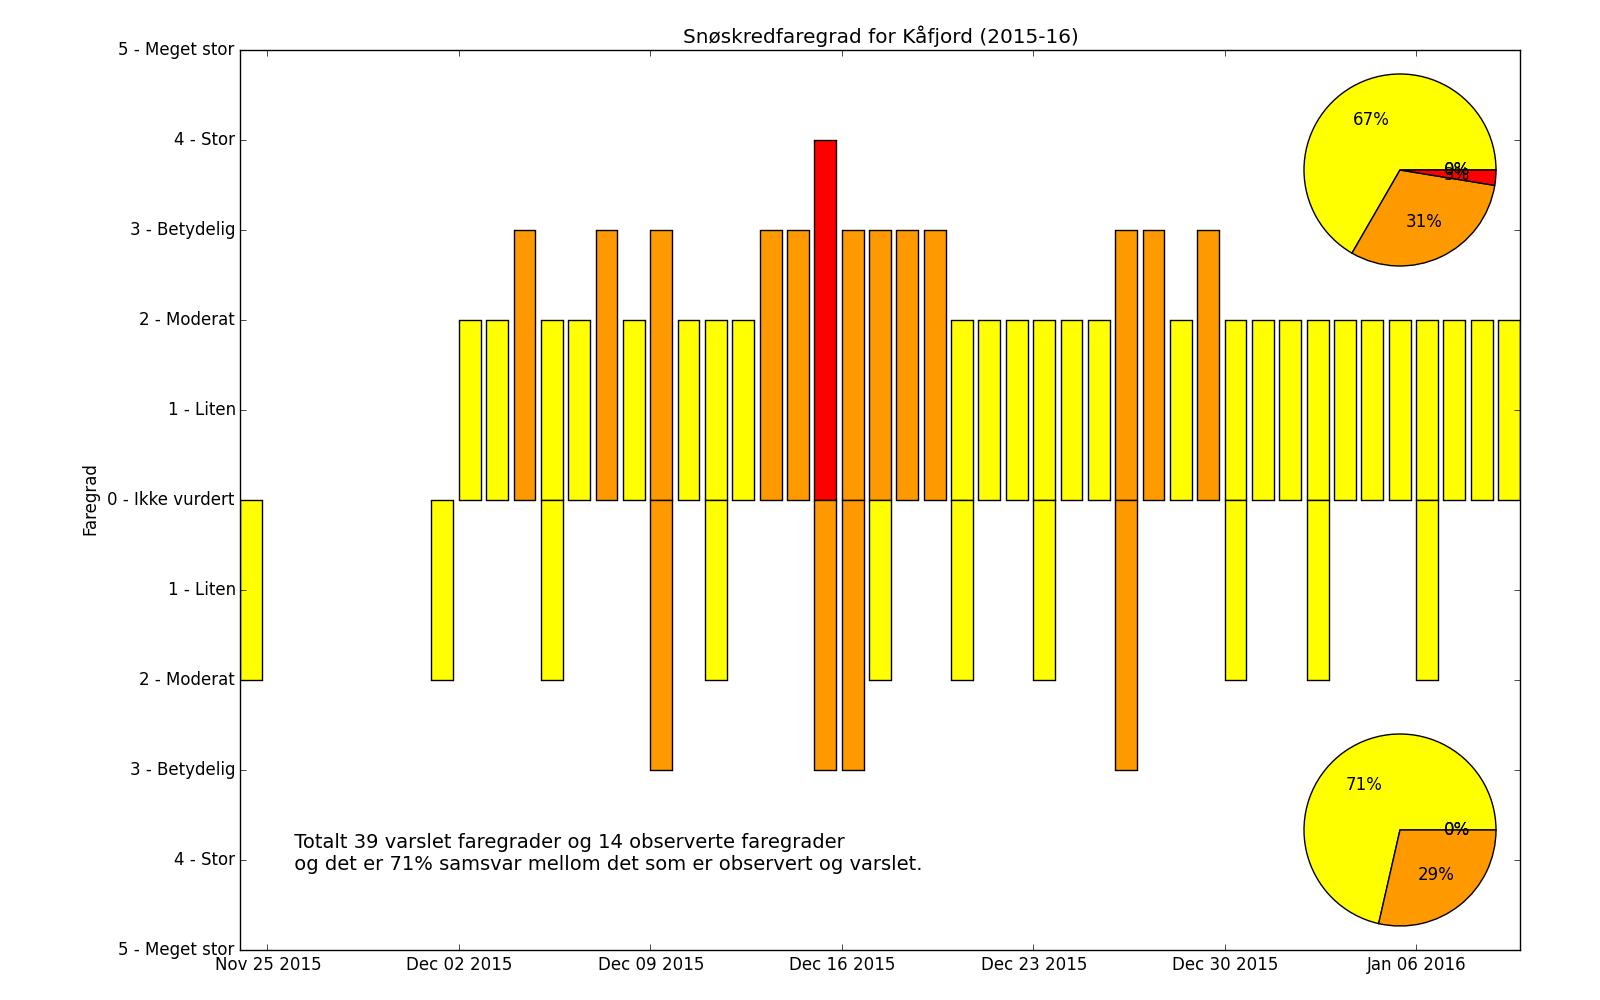 Snøskredfaregrad for Kåfjord (2015-16)
5 - Meget stor
4 - Stor
3 - Betydelig
2 - Moderat
1 - Liten
0 - Ikke vurdert
1 - Liten
2 - Moderat
3 - Betydelig
4 - Stor
5 - Meget stor
Faregrad
67%
0%
3%
31%
71%
0%
29%
Totalt 39 varslet faregrader og 14 observerte faregrader
og det er 71% samsvar mellom det som er observert og varslet.
Nov 25 2015
Dec 02 2015
Dec 09 2015
Dec 16 2015
Dec 23 2015
Dec 30 2015
Jan 06 2016